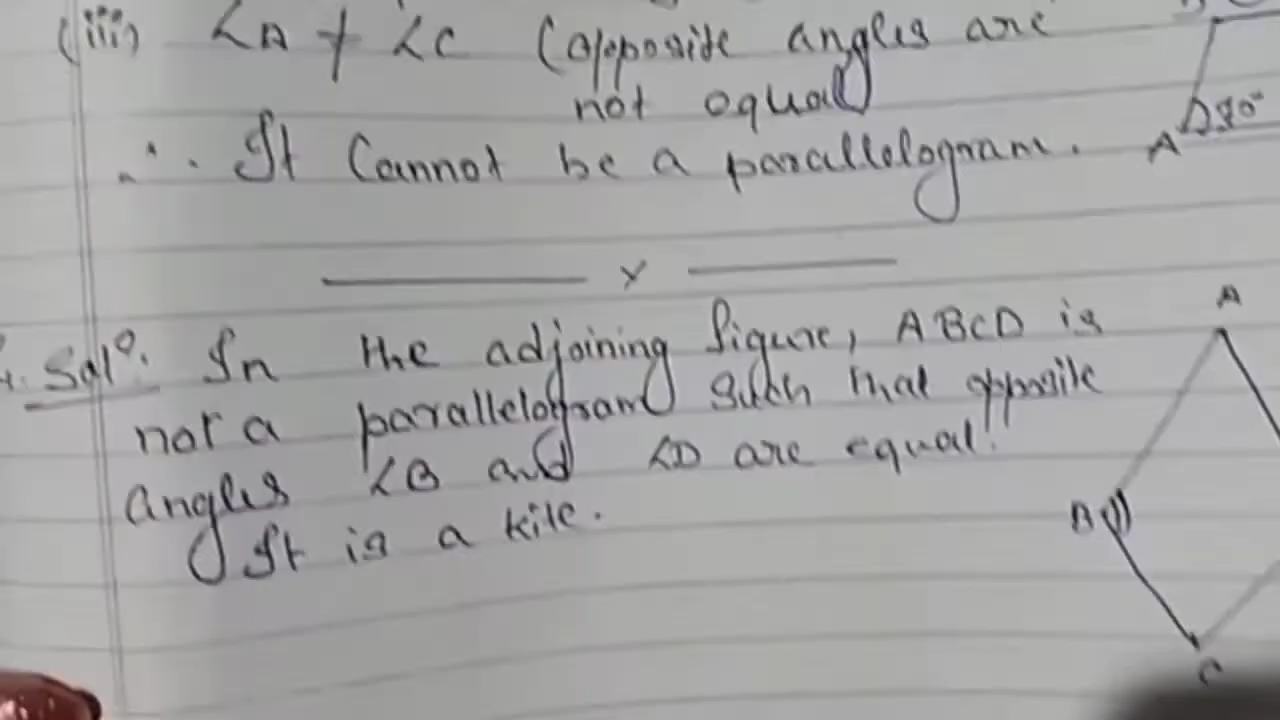 (iii) ∠A ≠ ∠C (opposite angles are
not equal
∴ It Cannot be a parallelogram.
A
x
Solⁿ. In the adjoining figure, ABCD is
not a parallelogram such that opposite
angles ∠B and ∠D are equal.
It is a kite.
A
B
C